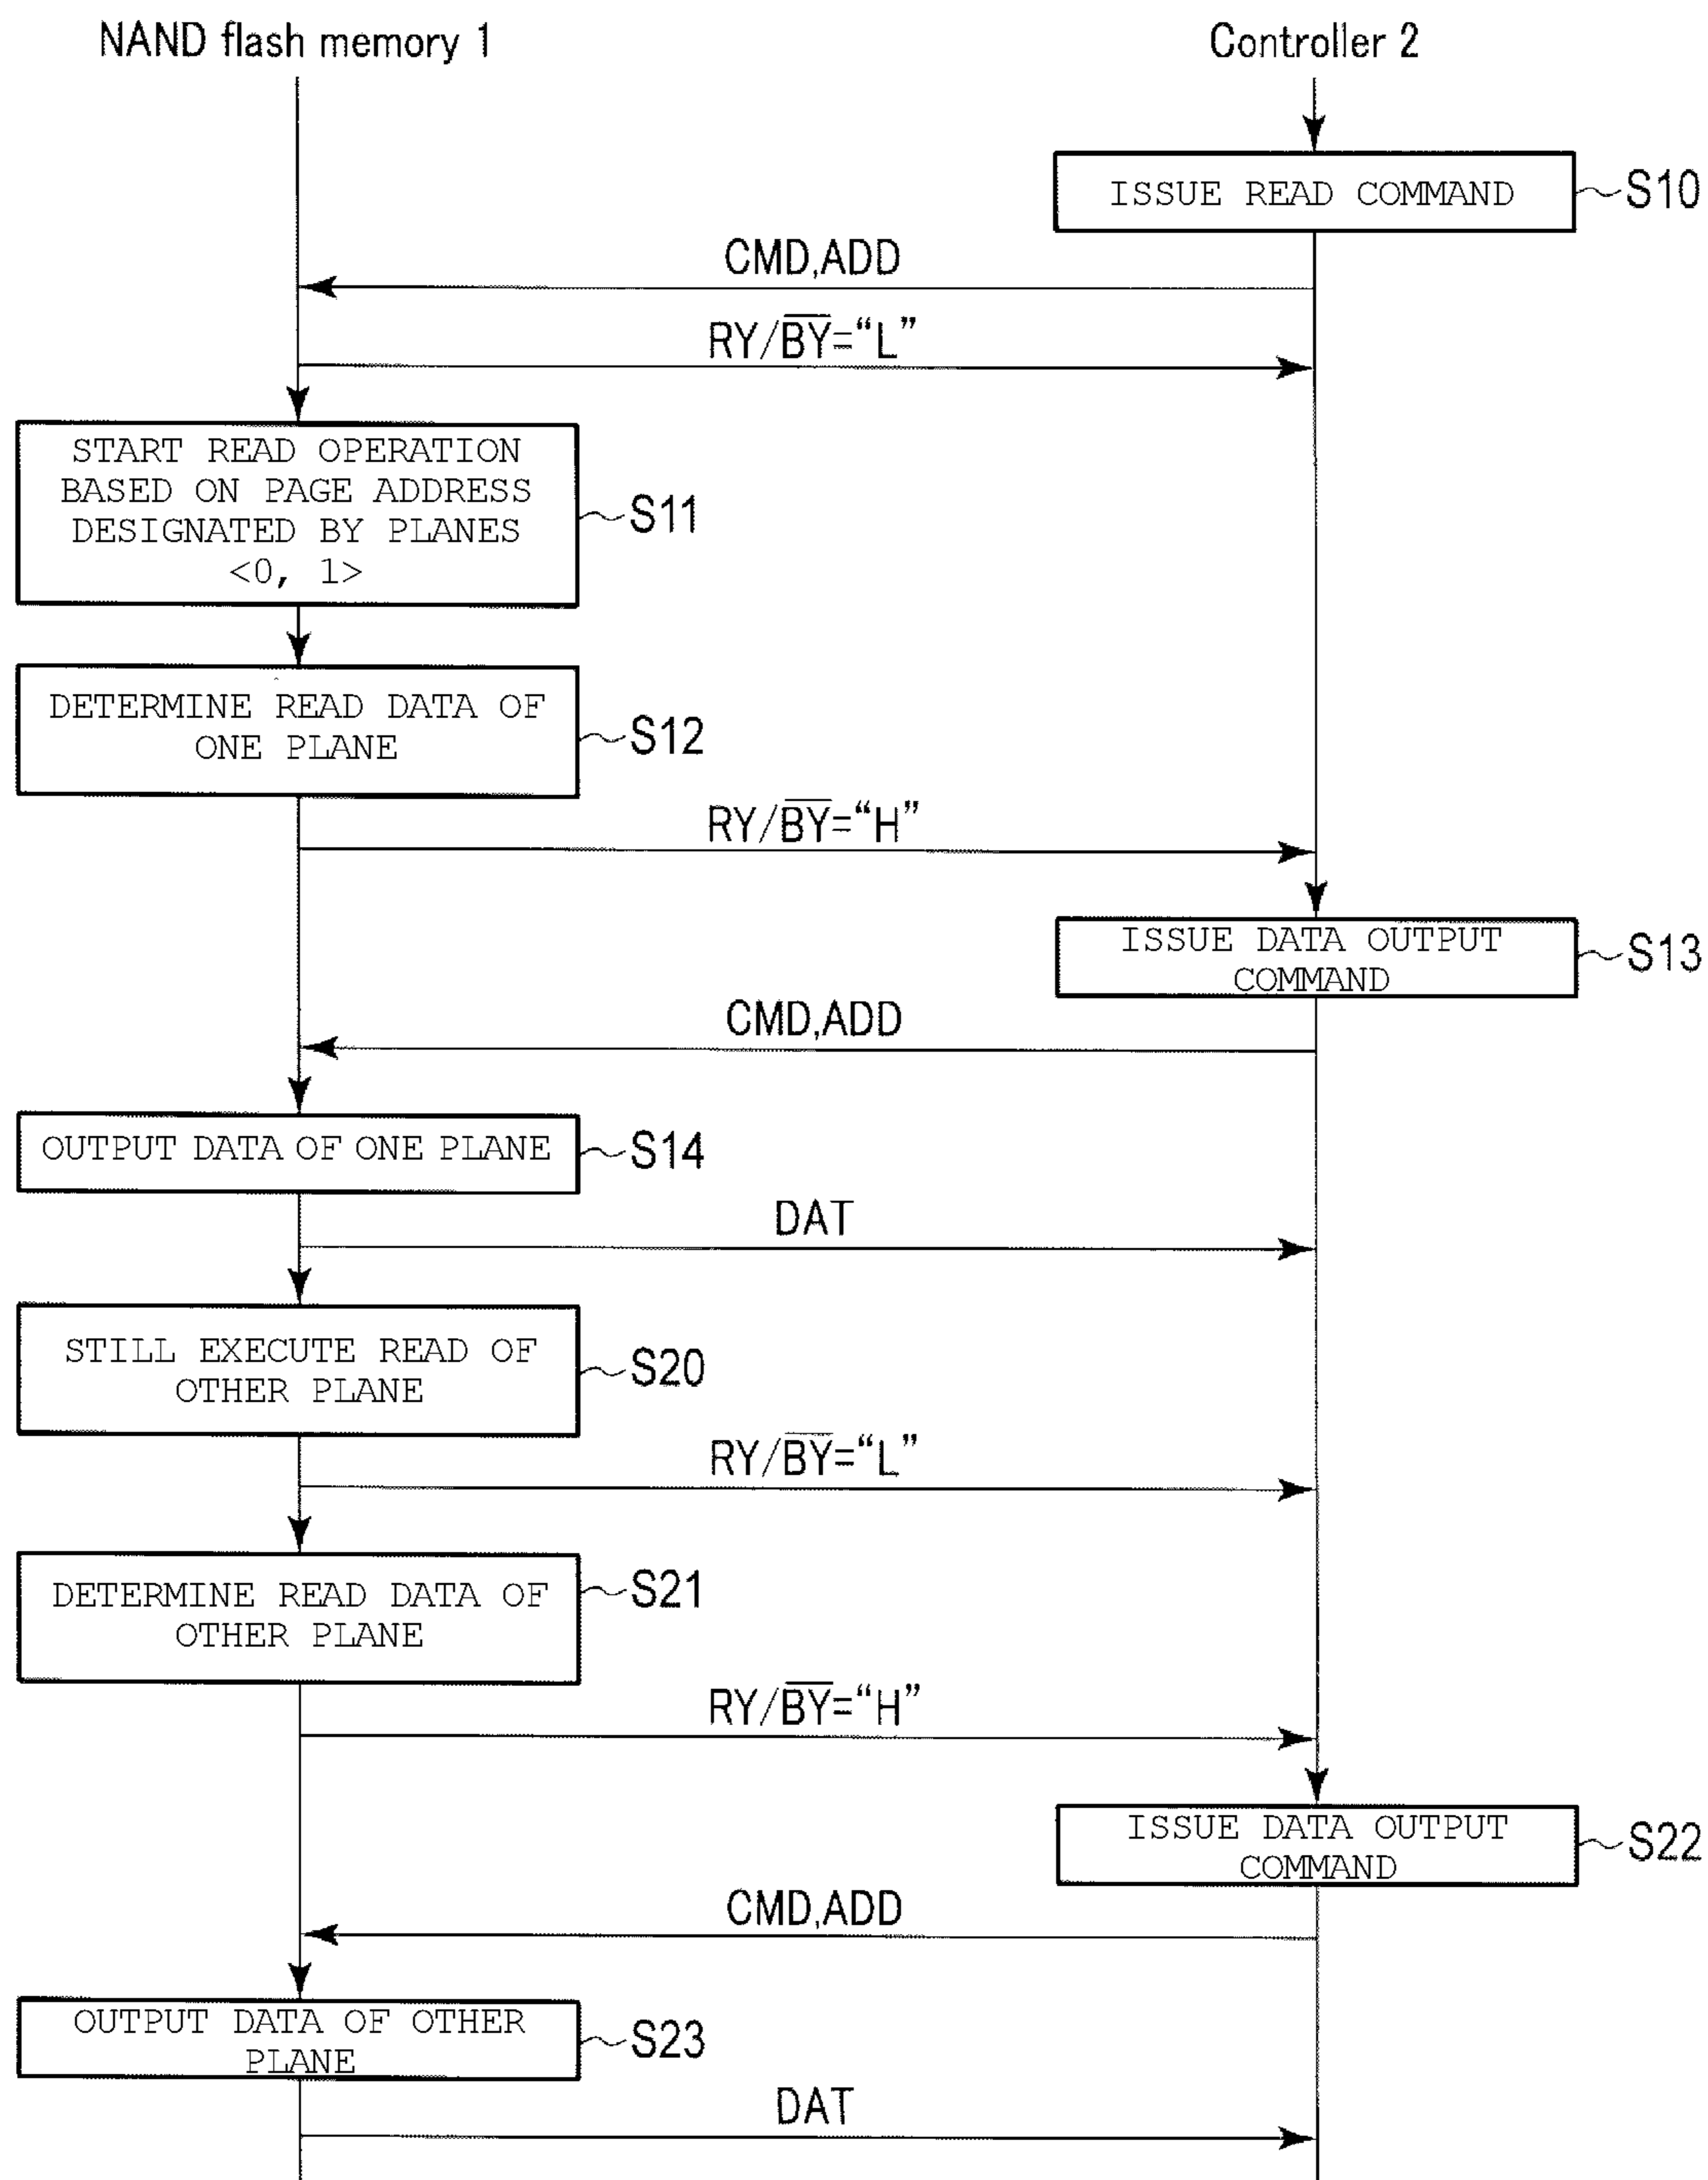 NAND flash memory 1
Controller 2
ISSUE READ COMMAND
S10
CMD,ADD
RY/B̅Y̅=“L”
START READ OPERATION
BASED ON PAGE ADDRESS
DESIGNATED BY PLANES
<0, 1>
S11
DETERMINE READ DATA OF
ONE PLANE
S12
RY/B̅Y̅=“H”
ISSUE DATA OUTPUT
COMMAND
S13
CMD,ADD
OUTPUT DATA OF ONE PLANE
S14
DAT
STILL EXECUTE READ OF
OTHER PLANE
S20
RY/B̅Y̅=“L”
DETERMINE READ DATA OF
OTHER PLANE
S21
RY/B̅Y̅=“H”
ISSUE DATA OUTPUT
COMMAND
S22
CMD,ADD
OUTPUT DATA OF OTHER
PLANE
S23
DAT